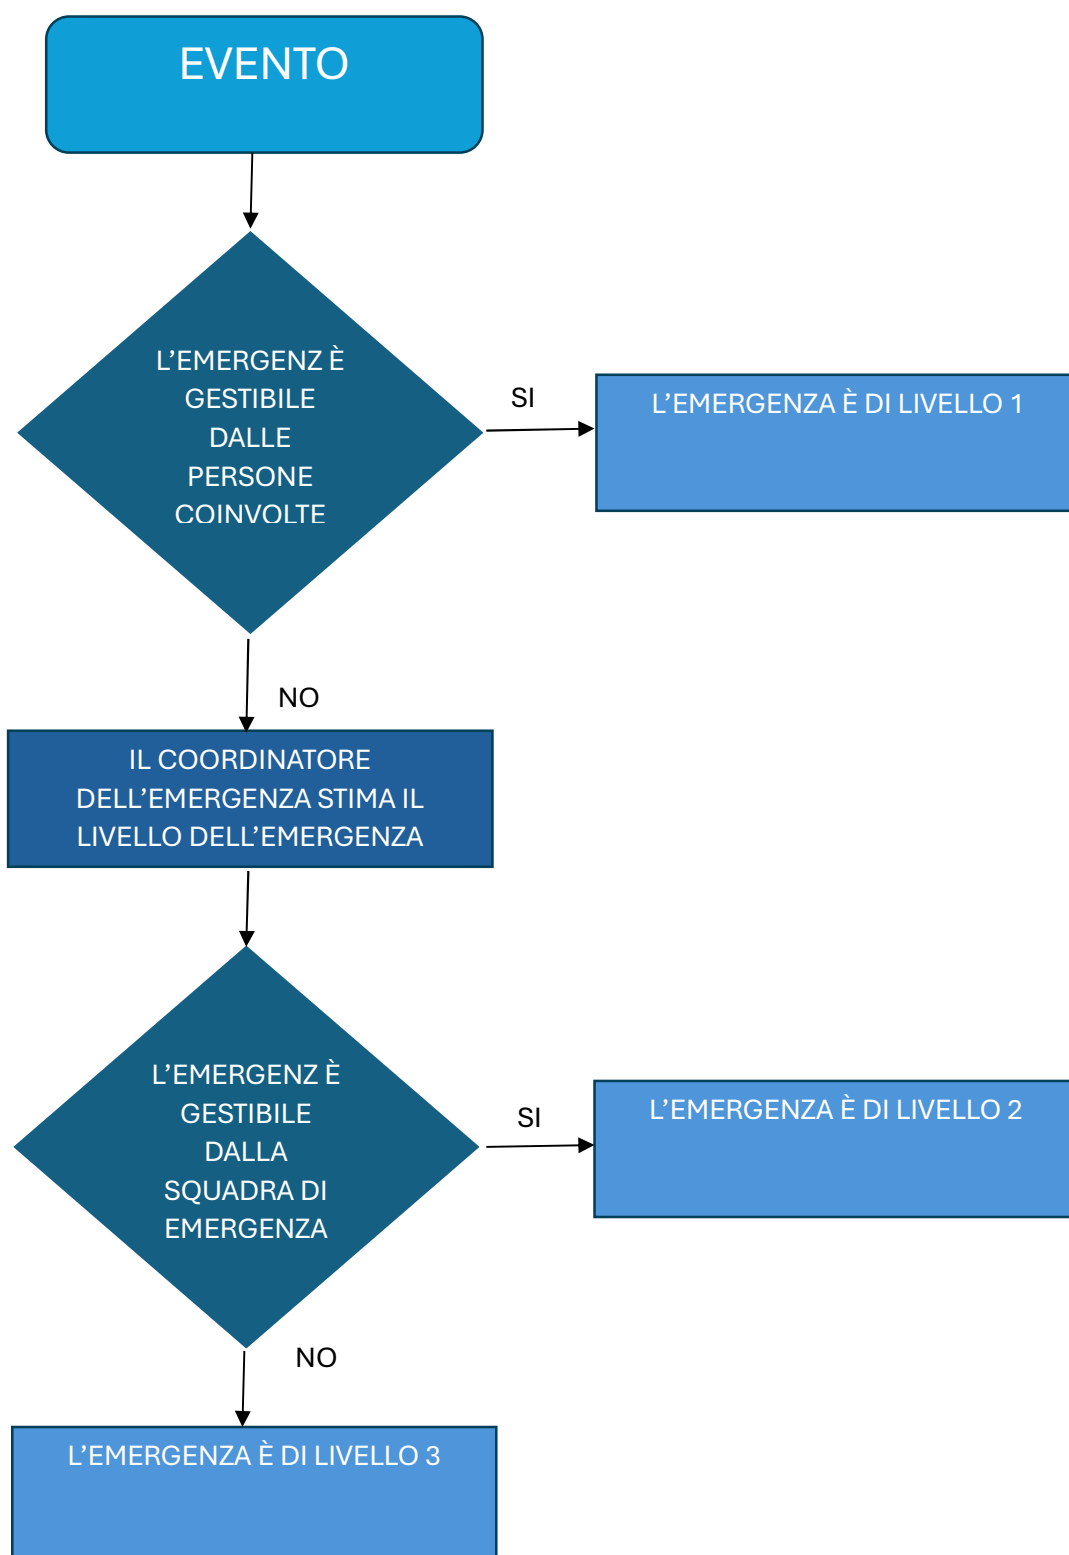 EVENTO
L’EMERGENZ È
GESTIBILE
DALLE
PERSONE
COINVOLTE
SI
L’EMERGENZA È DI LIVELLO 1
NO
IL COORDINATORE
DELL’EMERGENZA STIMA IL
LIVELLO DELL’EMERGENZA
L’EMERGENZ È
GESTIBILE
DALLA
SQUADRA DI
EMERGENZA
SI
L’EMERGENZA È DI LIVELLO 2
NO
L’EMERGENZA È DI LIVELLO 3